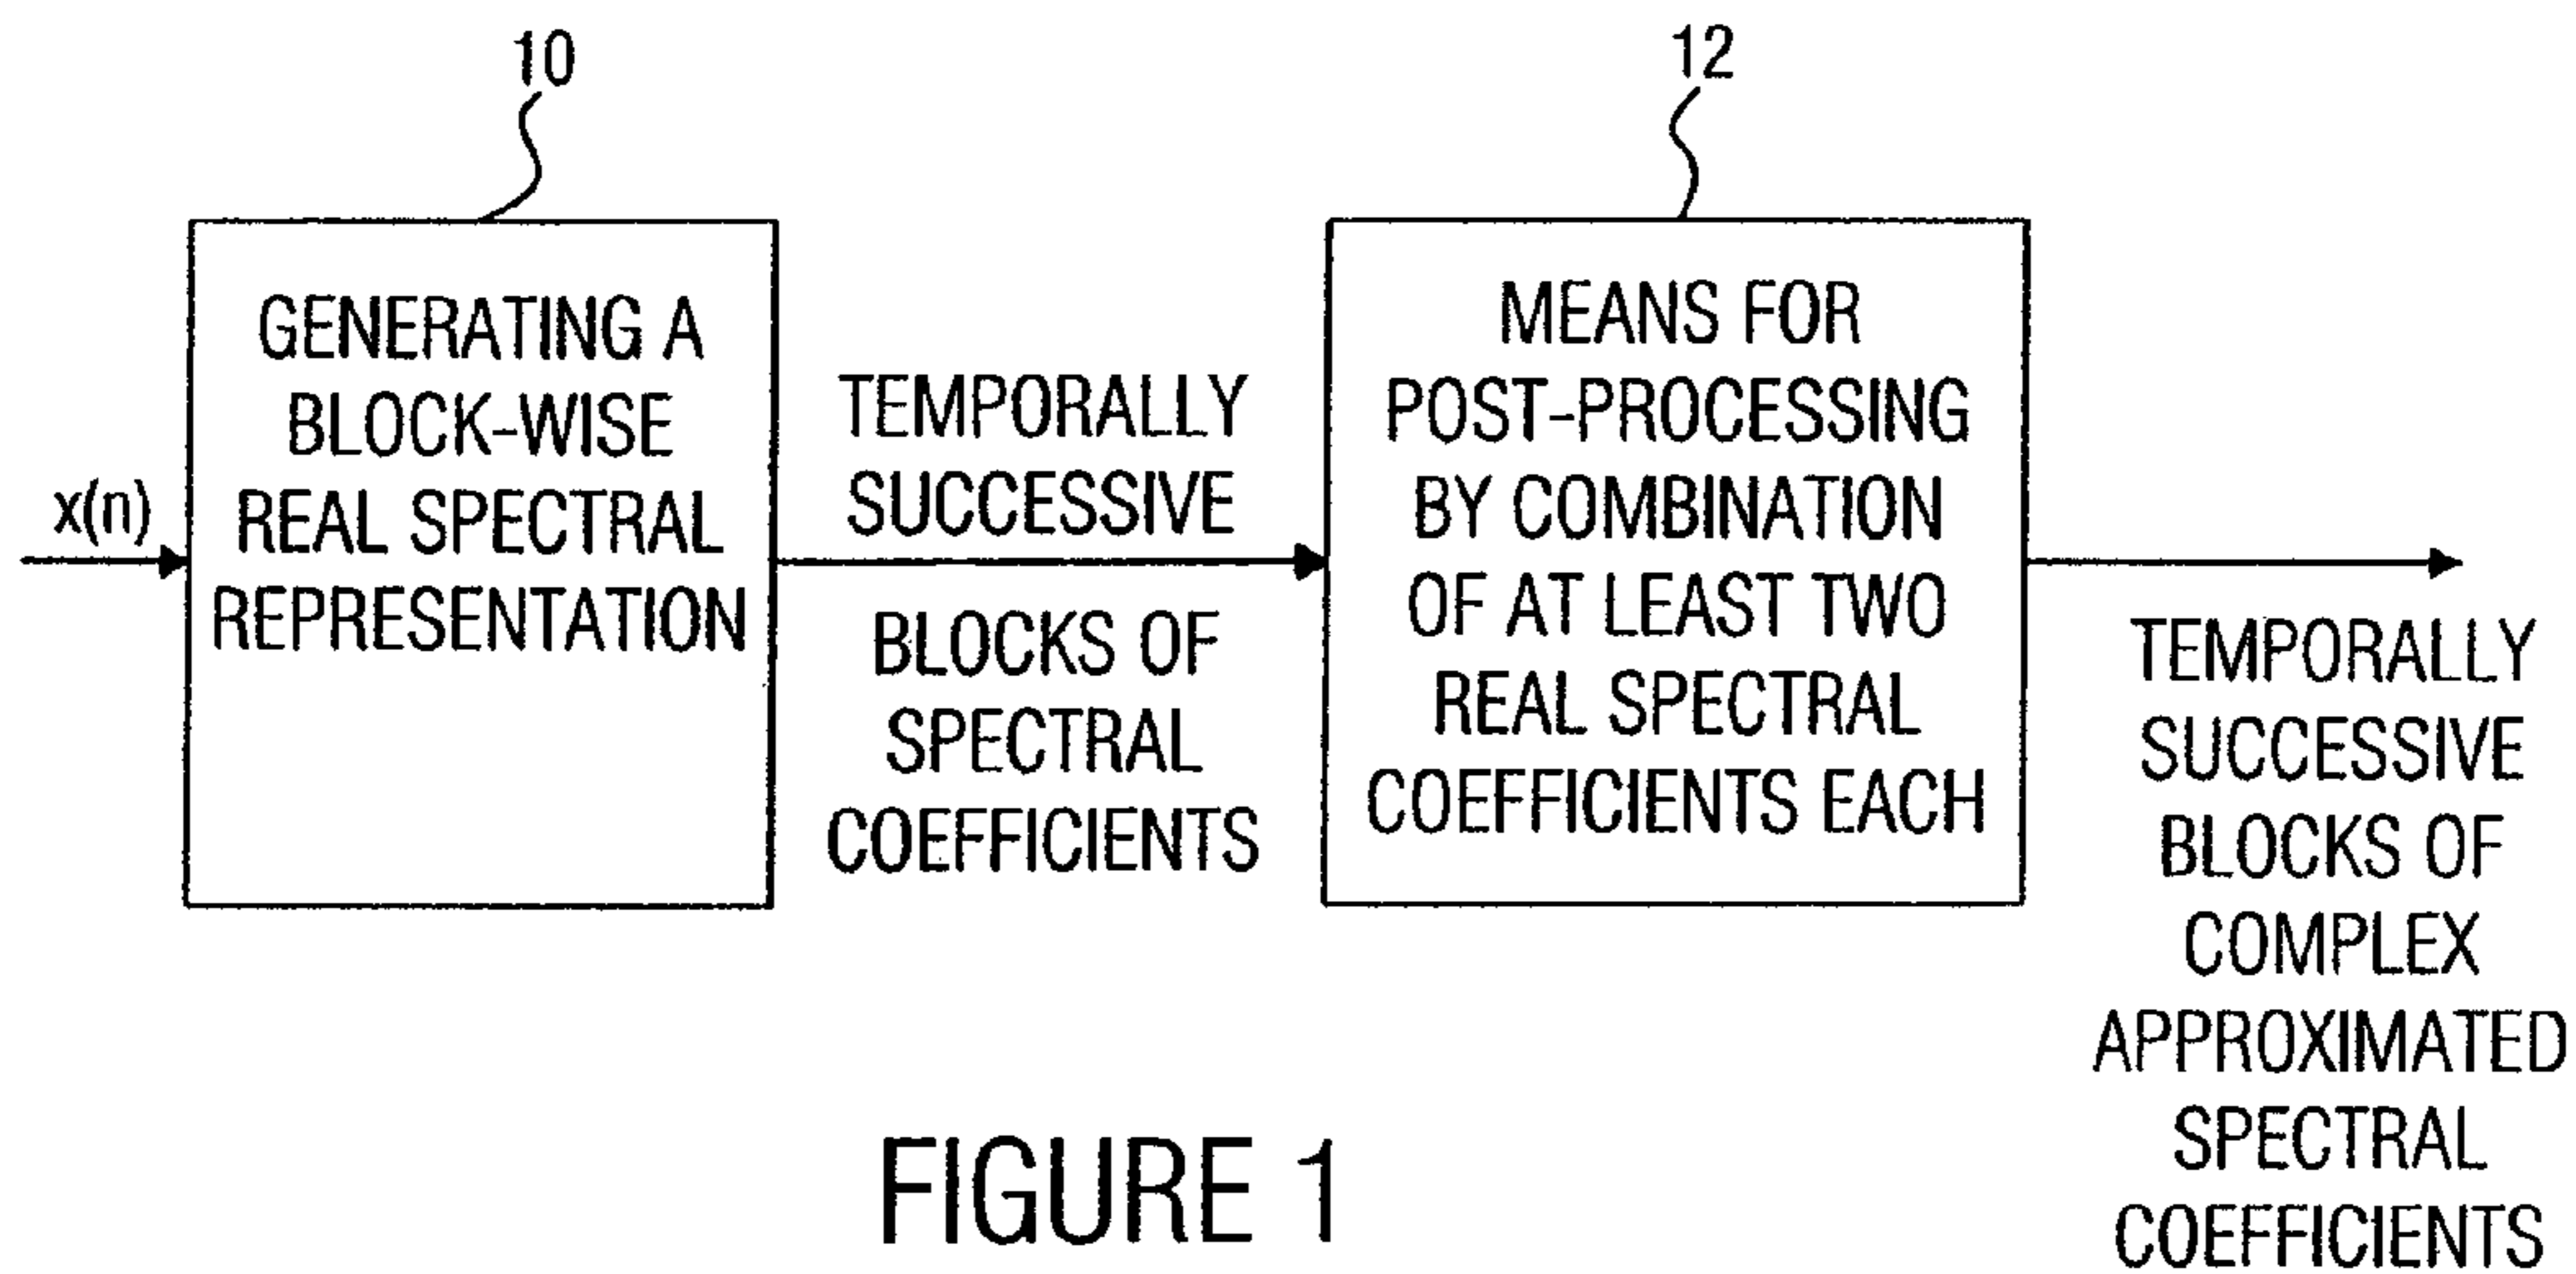 10
12
x(n)
GENERATING A
BLOCK-WISE
REAL SPECTRAL
REPRESENTATION
TEMPORALLY
SUCCESSIVE
BLOCKS OF
SPECTRAL
COEFFICIENTS
MEANS FOR
POST-PROCESSING
BY COMBINATION
OF AT LEAST TWO
REAL SPECTRAL
COEFFICIENTS EACH
TEMPORALLY
SUCCESSIVE
BLOCKS OF
COMPLEX
APPROXIMATED
SPECTRAL
COEFFICIENTS
FIGURE 1